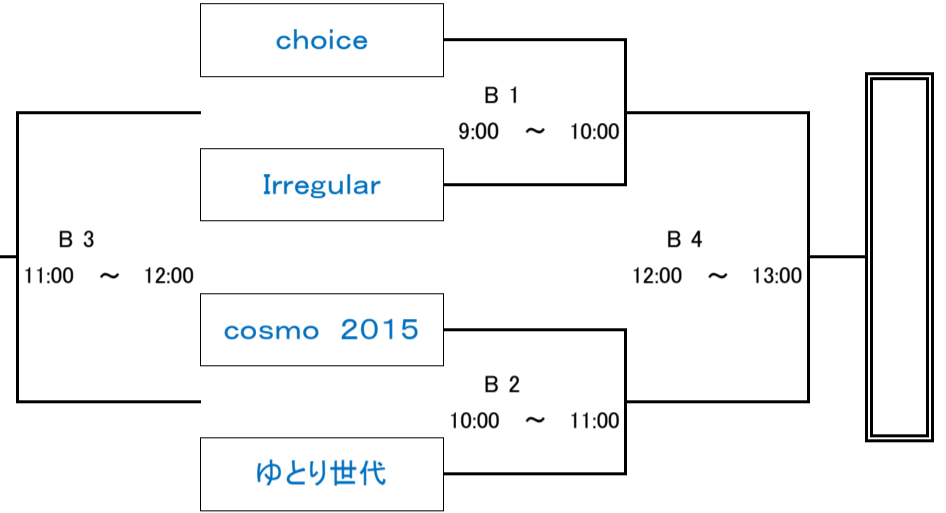 choice
B 1
9:00 ～ 10:00
Irregular
B 3
11:00 ～ 12:00
B 4
12:00 ～ 13:00
cosmo 2015
B 2
10:00 ～ 11:00
ゆとり世代